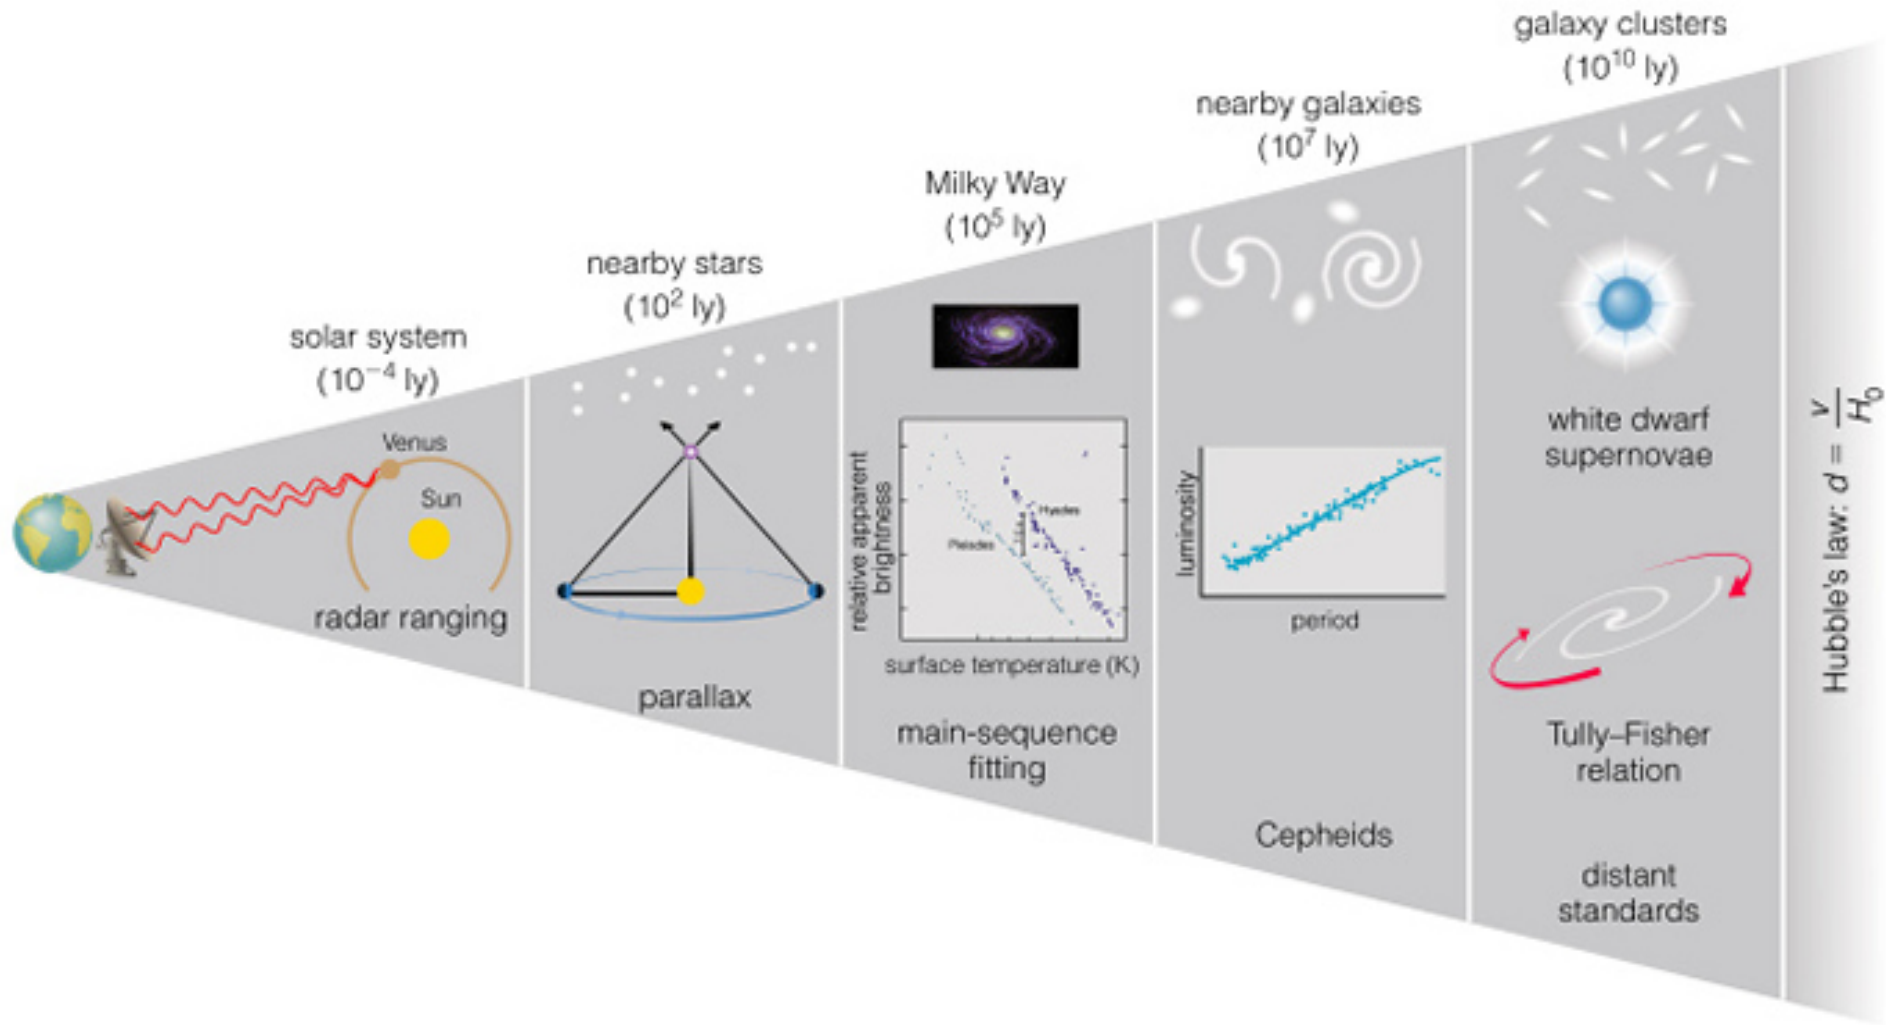 solar system
(10⁻⁴ ly)
Venus
Sun
radar ranging
nearby stars
(10² ly)
parallax
Milky Way
(10⁵ ly)
relative apparent
brightness
Hyades
Pleiades
surface temperature (K)
main-sequence
fitting
nearby galaxies
(10⁷ ly)
luminosity
period
Cepheids
galaxy clusters
(10¹⁰ ly)
white dwarf
supernovae
Tully–Fisher
relation
distant
standards
Hubble's law: d = v/H₀